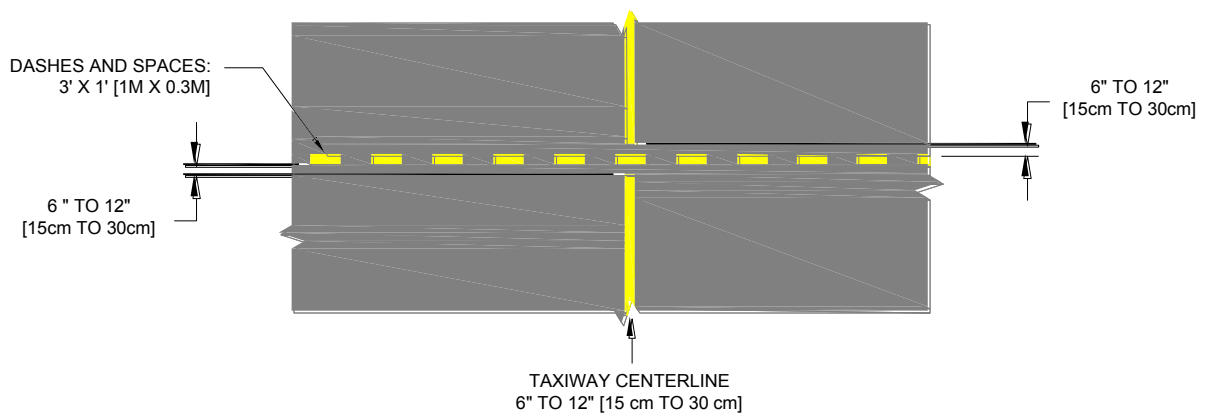 DASHES AND SPACES:
3' X 1' [1M X 0.3M]
6" TO 12"
[15cm TO 30cm]
6 " TO 12"
[15cm TO 30cm]
TAXIWAY CENTERLINE
6" TO 12" [15 cm TO 30 cm]